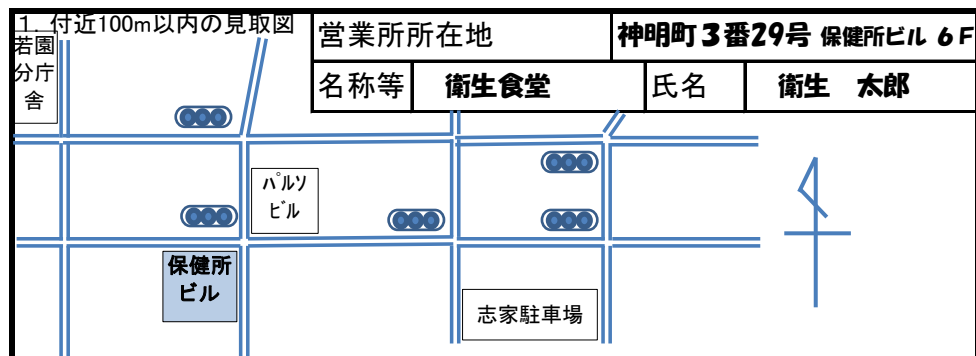 1. 付近100m以内の見取図
営業所所在地
神明町3番29号 保健所ビル 6F
名称等
衛生食堂
氏名
衛生 太郎
若園
分庁
舎
パルソ
ビル
保健所
ビル
志家駐車場